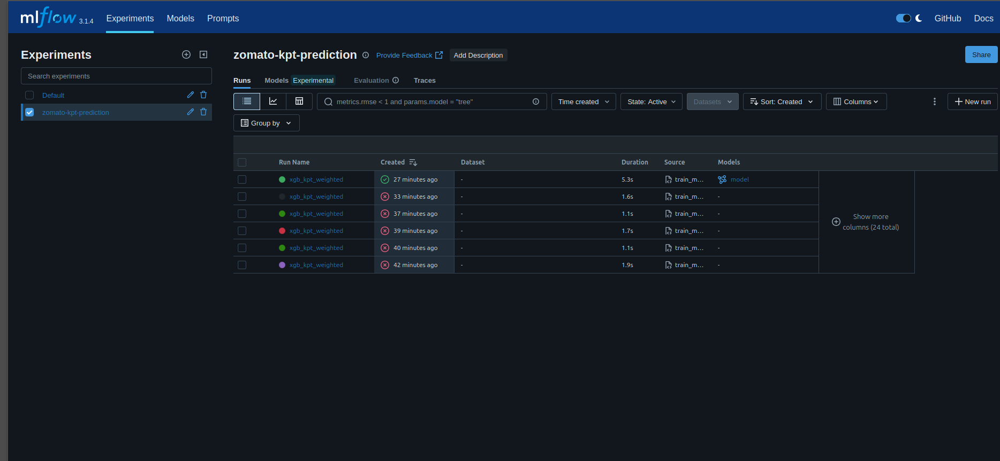 mlflow 3.1.4 Experiments Models Prompts GitHub Docs
Experiments
Search experiments
Default
zomato-kpt-prediction
zomato-kpt-prediction Provide Feedback Add Description Share
Runs Models Experimental Evaluation Traces
metrics.rmse < 1 and params.model = "tree" Time created State: Active Datasets Sort: Created Columns New run
Group by
Run Name Created Dataset Duration Source Models
xgb_kpt_weighted 27 minutes ago - 5.3s train_m... model
xgb_kpt_weighted 33 minutes ago - 1.6s train_m... -
xgb_kpt_weighted 37 minutes ago - 1.1s train_m... -
xgb_kpt_weighted 39 minutes ago - 1.7s train_m... -
xgb_kpt_weighted 40 minutes ago - 1.1s train_m... -
xgb_kpt_weighted 42 minutes ago - 1.9s train_m... -
Show more
columns (24 total)